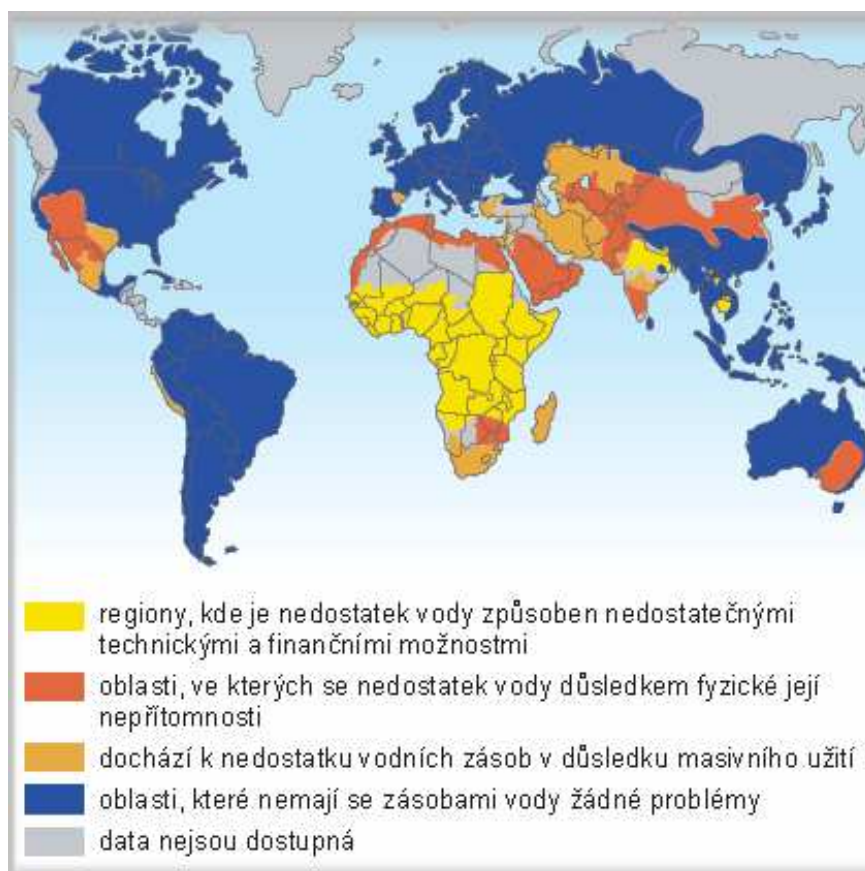 regiony, kde je nedostatek vody způsoben nedostatečnými
technickými a finančními možnostmi
oblasti, ve kterých se nedostatek vody důsledkem fyzické její
nepřítomnosti
dochází k nedostatku vodních zásob v důsledku masivního užití
oblasti, které nemají se zásobami vody žádné problémy
data nejsou dostupná